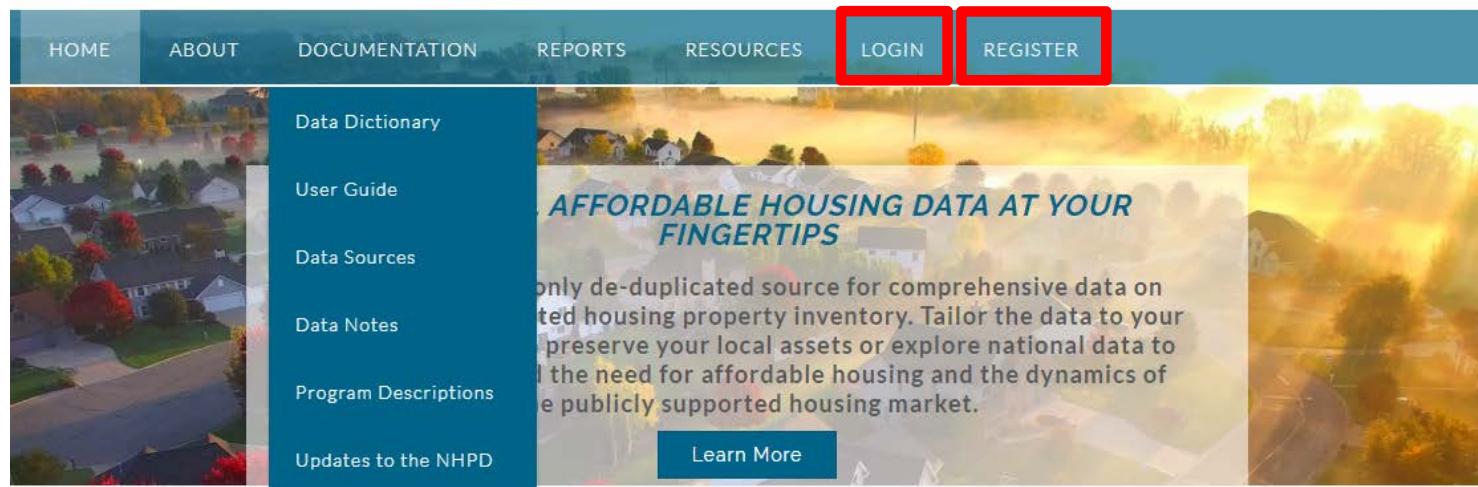 HOME ABOUT DOCUMENTATION REPORTS RESOURCES LOGIN REGISTER
Data Dictionary
User Guide
Data Sources
Data Notes
Program Descriptions
Updates to the NHPD
AFFORDABLE HOUSING DATA AT YOUR
FINGERTIPS
only de-duplicated source for comprehensive data on
housing property inventory. Tailor the data to your
preserve your local assets or explore national data to
the need for affordable housing and the dynamics of
publicly supported housing market.
Learn More